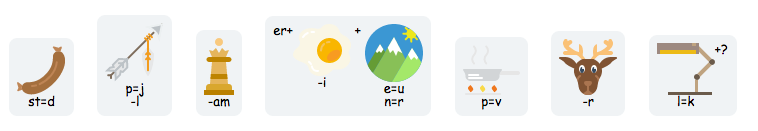 st=d
p=j
-l
-am
er+
+
-i
e=u
n=r
p=v
-r
+?
l=k